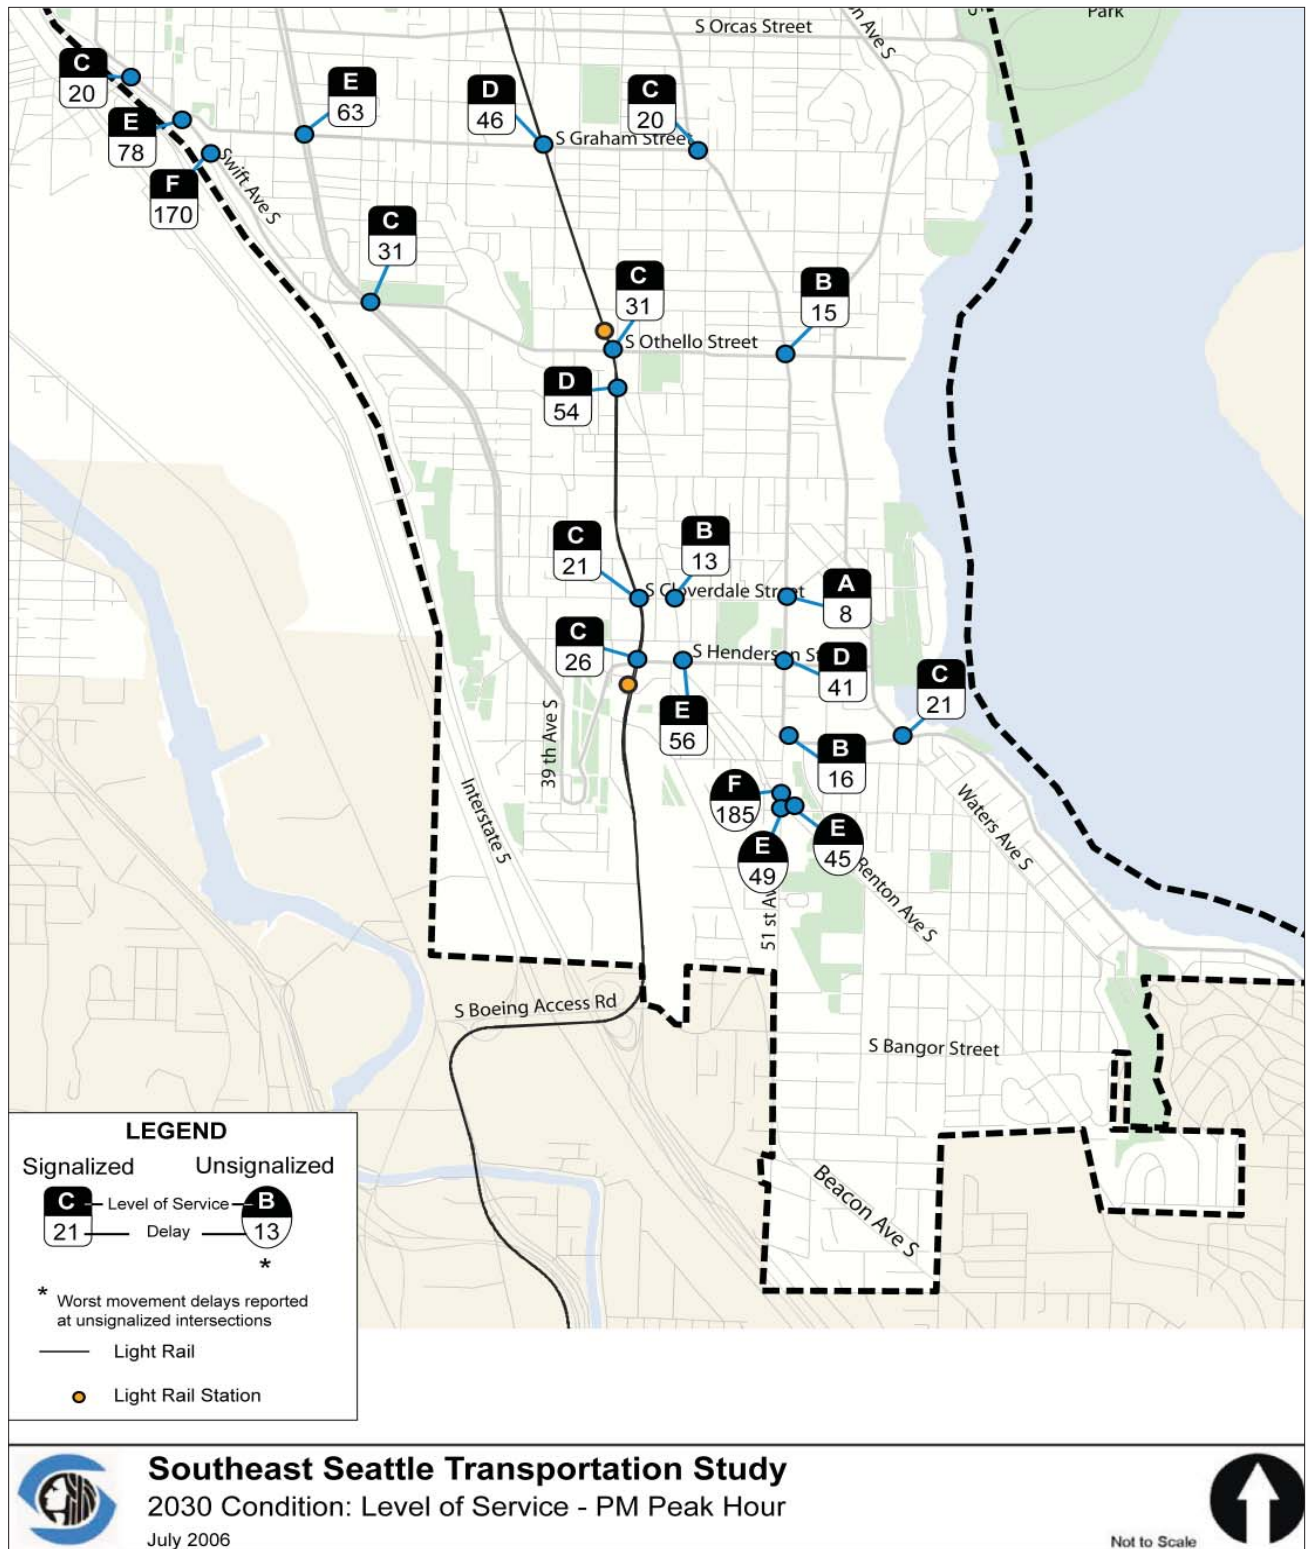 S Orcas Street
n Ave S
Park
C
20
E
63
D
46
C
20
E
78
S Graham Street
F
170
Swift Ave S
C
31
C
31
B
15
S Othello Street
D
54
C
21
B
13
S Cloverdale Street
A
8
C
26
S Henderson St
D
41
C
21
E
56
39 th Ave S
B
16
Interstate 5
F
185
Waters Ave S
E
45
E
49
Renton Ave S
51 st Av
S Boeing Access Rd
S Bangor Street
Beacon Ave S
LEGEND
Signalized Unsignalized
C Level of Service B
21 Delay 13
*
* Worst movement delays reported
at unsignalized intersections
Light Rail
Light Rail Station
Southeast Seattle Transportation Study
2030 Condition: Level of Service - PM Peak Hour
July 2006
Not to Scale